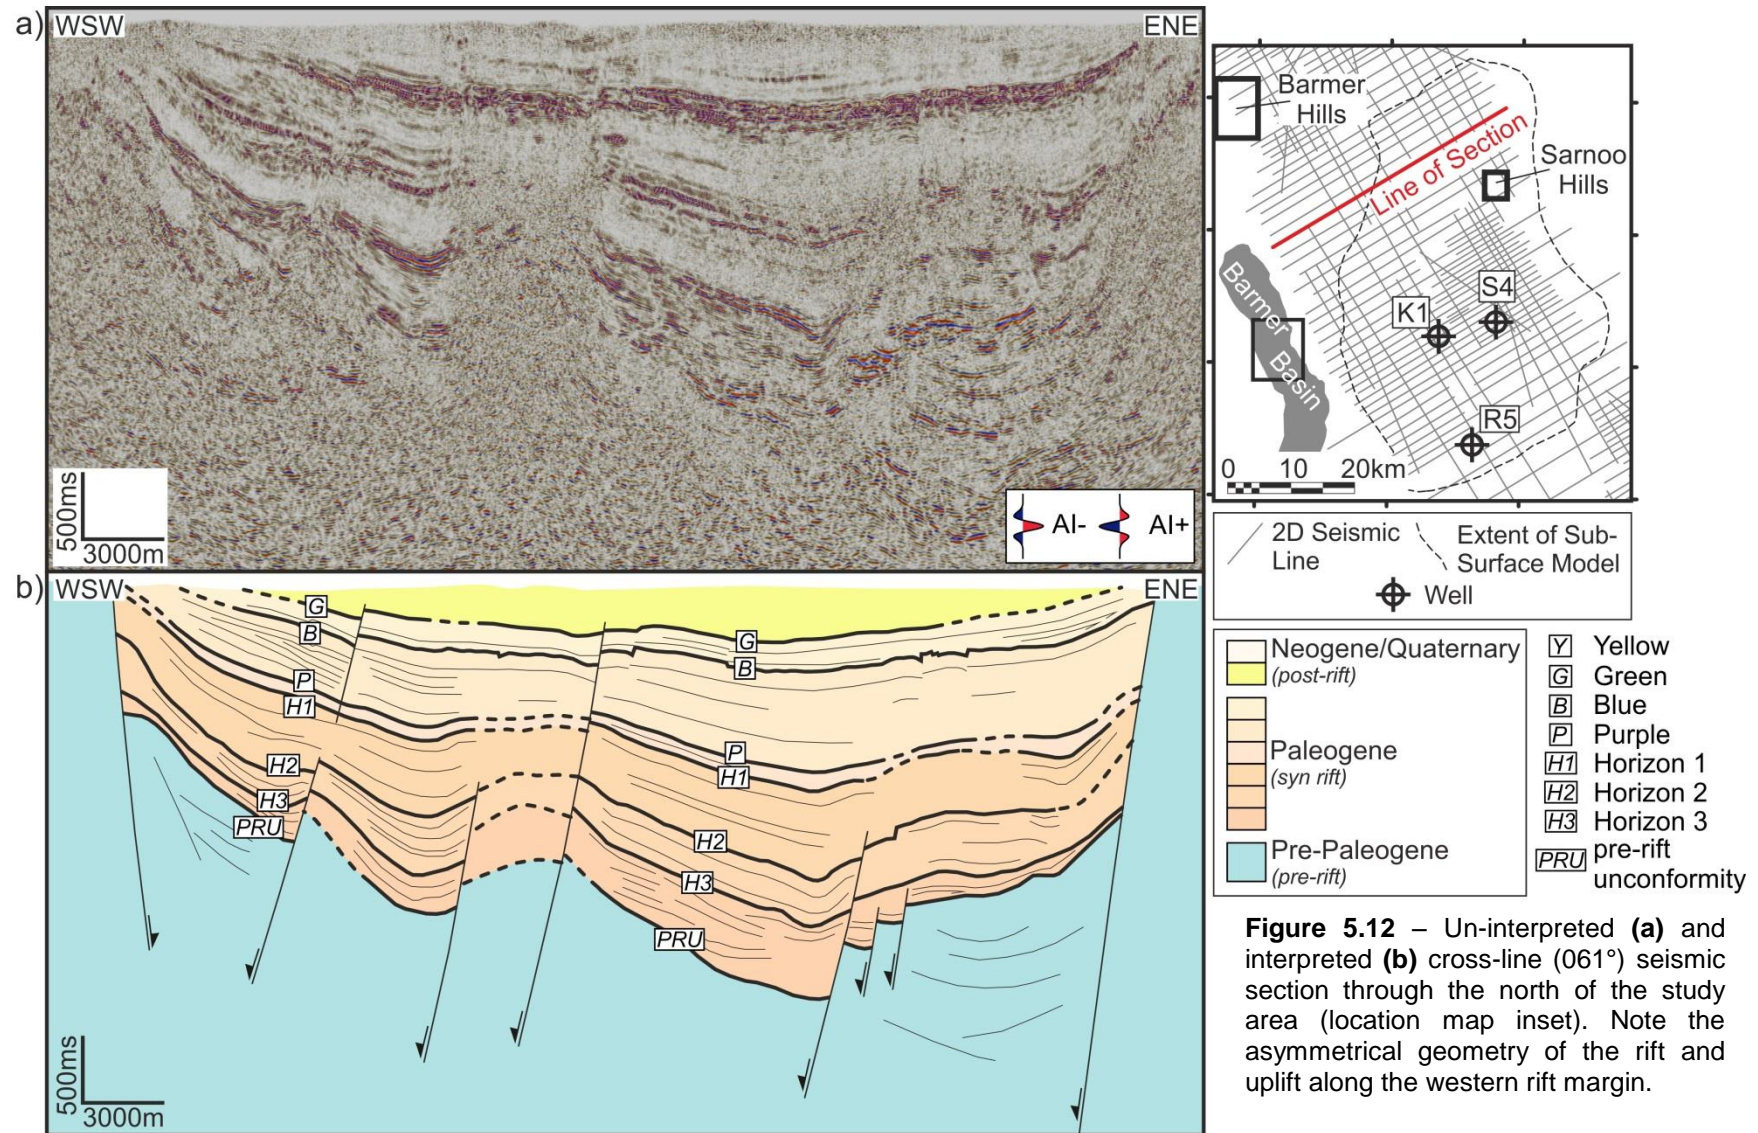 a)
WSW
ENE
500ms
3000m
AI-
AI+
Barmer
Hills
Line of Section
Sarnoo
Hills
S4
K1
Barmer
Basin
R5
0 10 20km
2D Seismic
Line
Extent of Sub-
Surface Model
Well
b)
WSW
ENE
G
B
P
H1
H2
H3
PRU
G
B
P
H1
H2
H3
PRU
500ms
3000m
Neogene/Quaternary
(post-rift)
Paleogene
(syn rift)
Pre-Paleogene
(pre-rift)
Y Yellow
G Green
B Blue
P Purple
H1 Horizon 1
H2 Horizon 2
H3 Horizon 3
PRU pre-rift
unconformity
Figure 5.12 – Un-interpreted (a) and
interpreted (b) cross-line (061°) seismic
section through the north of the study
area (location map inset). Note the
asymmetrical geometry of the rift and
uplift along the western rift margin.